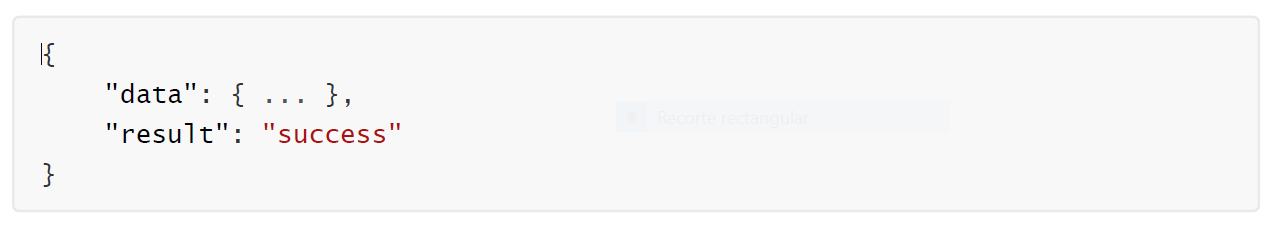 {
"data": { ... },
Recorte rectangular
"result": "success"
}